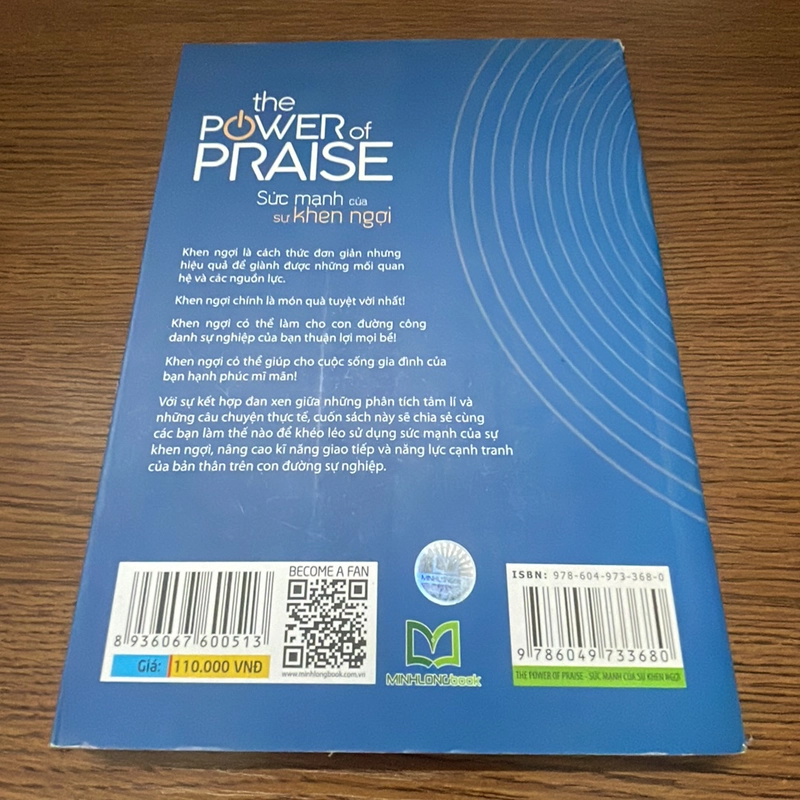 the
POWER of
PRAISE
Sức mạnh của
sự khen ngợi
Khen ngợi là cách thức đơn giản nhưng
hiệu quả để giành được những mối quan
hệ và các nguồn lực.
Khen ngợi chính là món quà tuyệt vời nhất!
Khen ngợi có thể làm cho con đường công
danh sự nghiệp của bạn thuận lợi mọi bề!
Khen ngợi có thể giúp cho cuộc sống gia đình của
bạn hạnh phúc mĩ mãn!
Với sự kết hợp đan xen giữa những phân tích tâm lí và
những câu chuyện thực tế, cuốn sách này sẽ chia sẻ cùng
các bạn làm thế nào để khéo léo sử dụng sức mạnh của sự
khen ngợi, nâng cao kĩ năng giao tiếp và năng lực cạnh tranh
của bản thân trên con đường sự nghiệp.
8 936067 600513
Giá: 110.000 VNĐ
BECOME A FAN
www.minhlongbook.com.vn
MINHLONG
MINHLONGbook
ISBN: 978-604-973-368-0
9 786049 733680
THE POWER OF PRAISE - SỨC MẠNH CỦA SỰ KHEN NGỢI